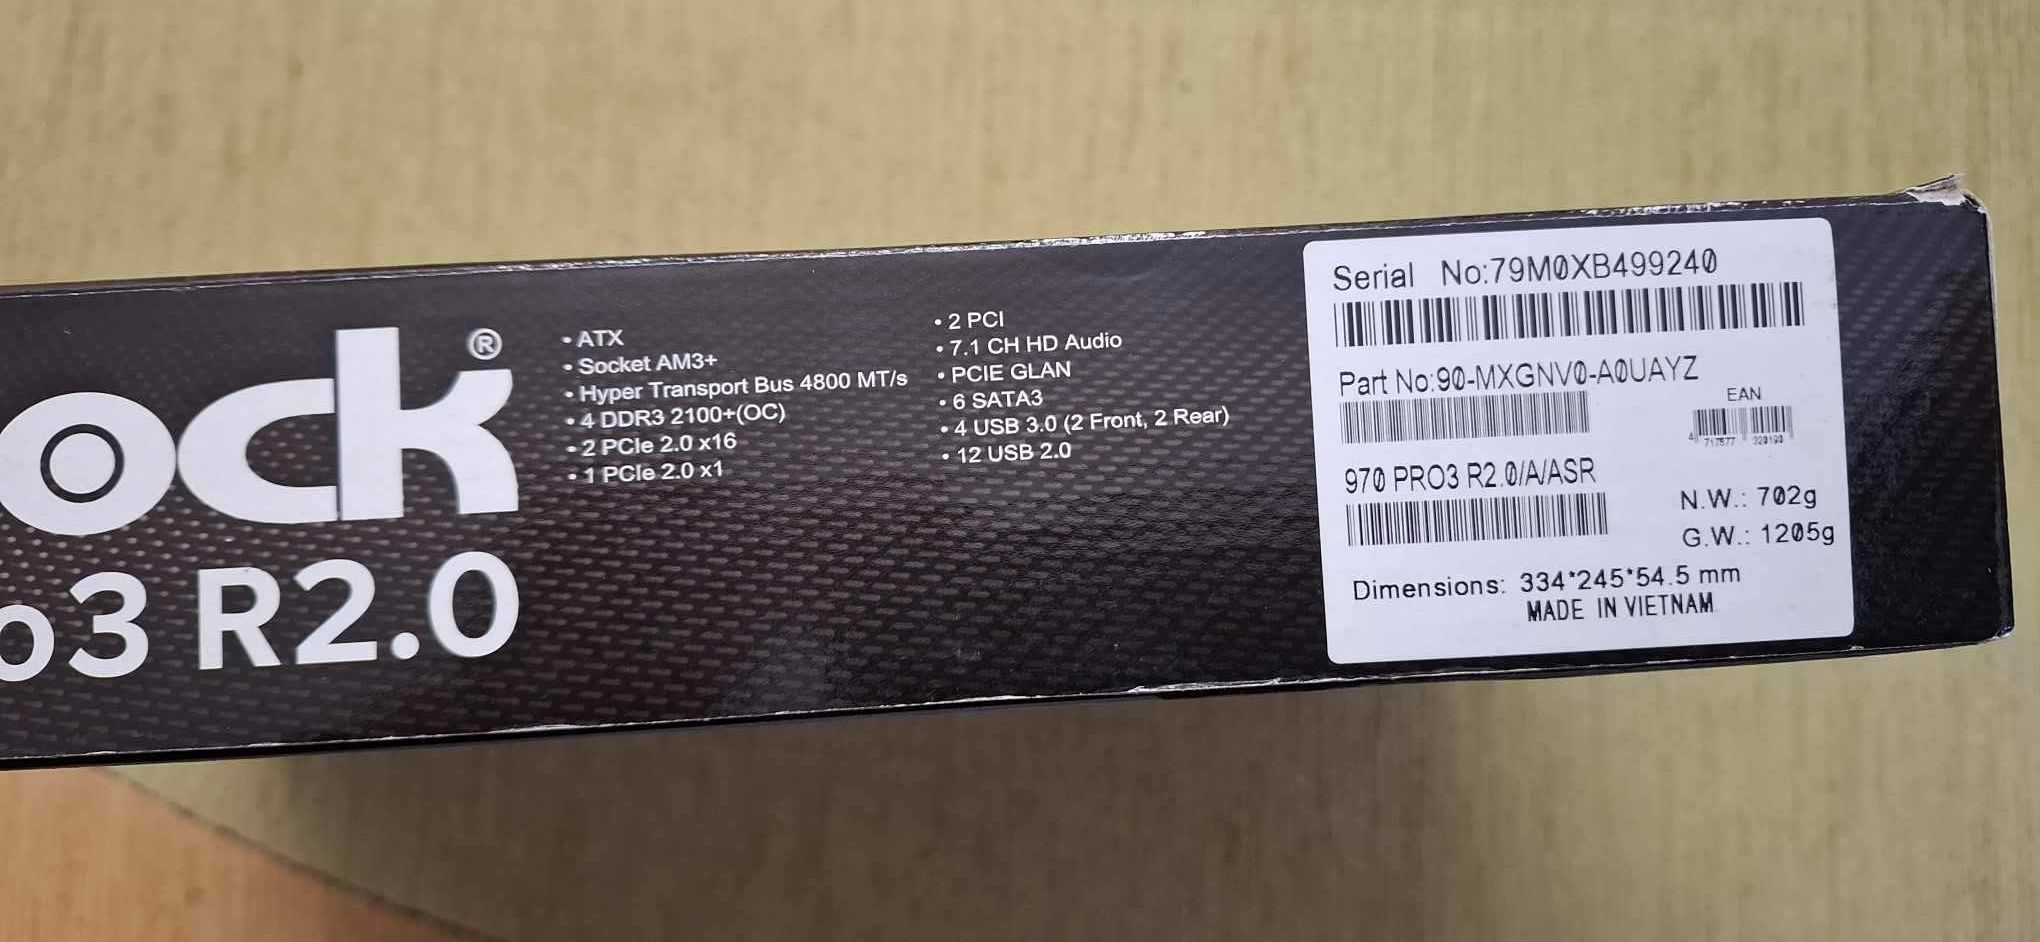 ock®
o3 R2.0
• ATX
• Socket AM3+
• Hyper Transport Bus 4800 MT/s
• 4 DDR3 2100+(OC)
• 2 PCIe 2.0 x16
• 1 PCIe 2.0 x1
• 2 PCI
• 7.1 CH HD Audio
• PCIE GLAN
• 6 SATA3
• 4 USB 3.0 (2 Front, 2 Rear)
• 12 USB 2.0
Serial No:79M0XB499240
Part No:90-MXGNV0-A0UAYZ
EAN
4 717677 320190
970 PRO3 R2.0/A/ASR
N.W.: 702g
G.W.: 1205g
Dimensions: 334*245*54.5 mm
MADE IN VIETNAM